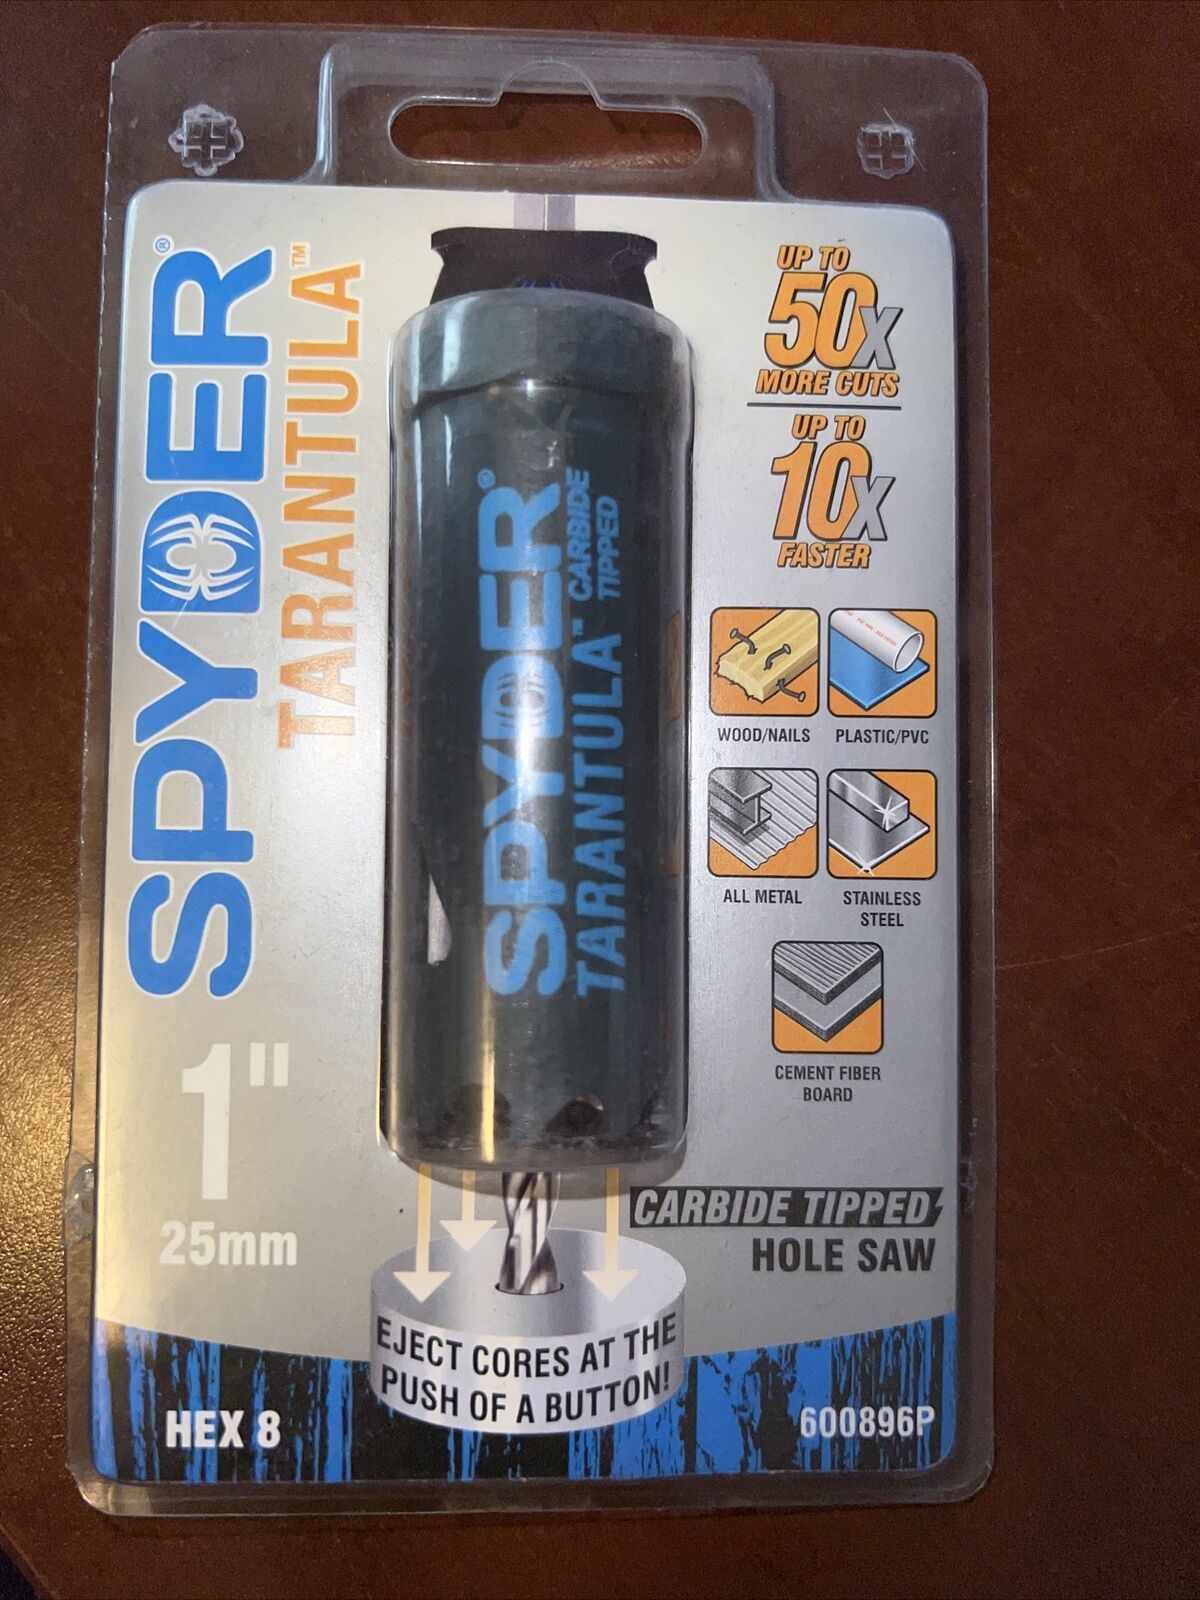 SPYDER®
TARANTULA™
1"
25mm
HEX 8
SPYDER®
TARANTULA™
CARBIDE
TIPPED
UP TO
50X
MORE CUTS
UP TO
10X
FASTER
WOOD/NAILS
PLASTIC/PVC
ALL METAL
STAINLESS
STEEL
CEMENT FIBER
BOARD
CARBIDE TIPPED
HOLE SAW
EJECT CORES AT THE
PUSH OF A BUTTON!
600896P